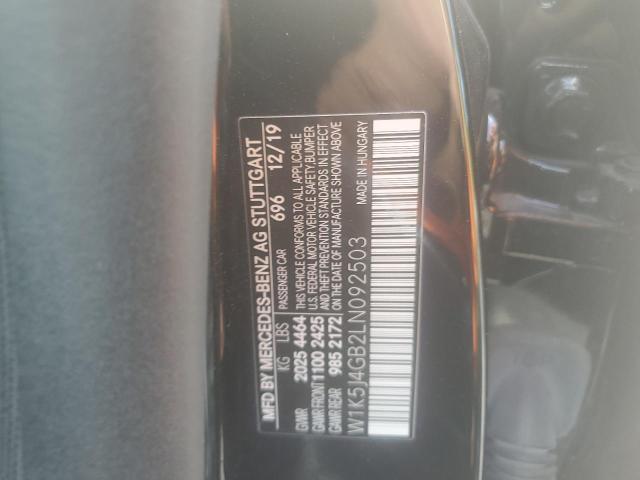 MFD BY MERCEDES-BENZ AG STUTTGART
KG LBS PASSENGER CAR 696 12/19
GVWR 2025 4464 THIS VEHICLE CONFORMS TO ALL APPLICABLE
GAWR FRONT 1100 2425 U.S. FEDERAL MOTOR VEHICLE SAFETY BUMPER
GAWR REAR 985 2172 AND THEFT PREVENTION STANDARDS IN EFFECT
ON THE DATE OF MANUFACTURE SHOWN ABOVE
W1K5J4GB2LN092503 MADE IN HUNGARY